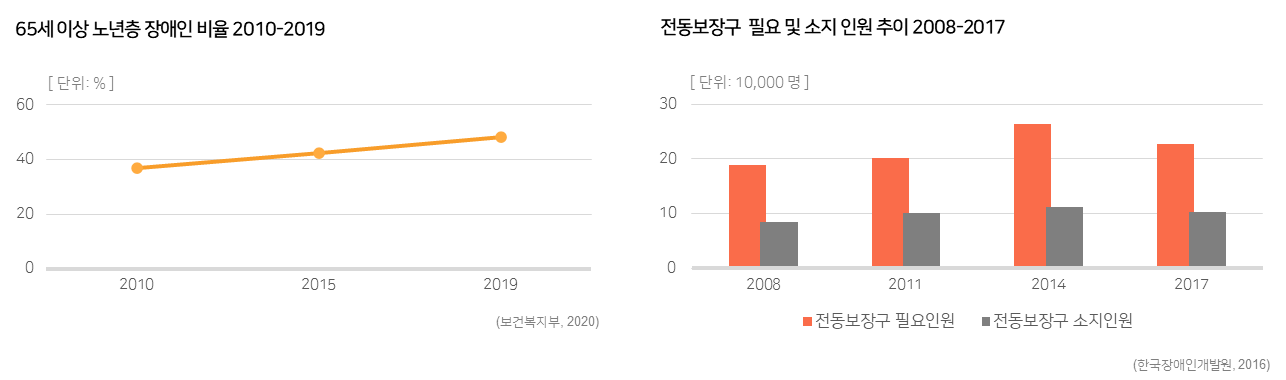 65세 이상 노년층 장애인 비율 2010-2019
[ 단위: % ]
60
40
20
0
2010 2015 2019
(보건복지부, 2020)
전동보장구 필요 및 소지 인원 추이 2008-2017
[ 단위: 10,000 명 ]
30
20
10
0
2008 2011 2014 2017
전동보장구 필요인원 전동보장구 소지인원
(한국장애인개발원, 2016)